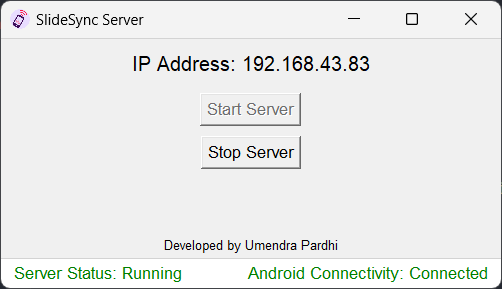 SlideSync Server
IP Address: 192.168.43.83
Start Server
Stop Server
Developed by Umendra Pardhi
Server Status: Running Android Connectivity: Connected